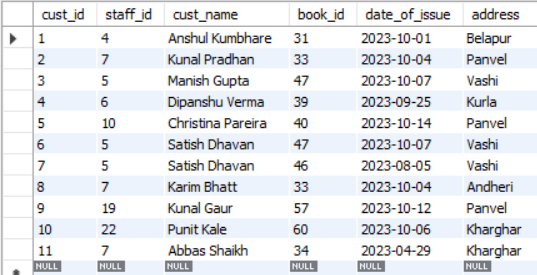 cust_id staff_id cust_name book_id date_of_issue address
1 4 Anshul Kumbhare 31 2023-10-01 Belapur
2 7 Kunal Pradhan 33 2023-10-04 Panvel
3 5 Manish Gupta 47 2023-10-07 Vashi
4 6 Dipanshu Verma 39 2023-09-25 Kurla
5 10 Christina Pareira 40 2023-10-14 Panvel
6 5 Satish Dhavan 47 2023-10-07 Vashi
7 5 Satish Dhavan 46 2023-08-05 Vashi
8 7 Karim Bhatt 33 2023-10-04 Andheri
9 19 Kunal Gaur 57 2023-10-12 Panvel
10 22 Punit Kale 60 2023-10-06 Kharghar
11 7 Abbas Shaikh 34 2023-04-29 Kharghar
NULL NULL NULL NULL NULL NULL